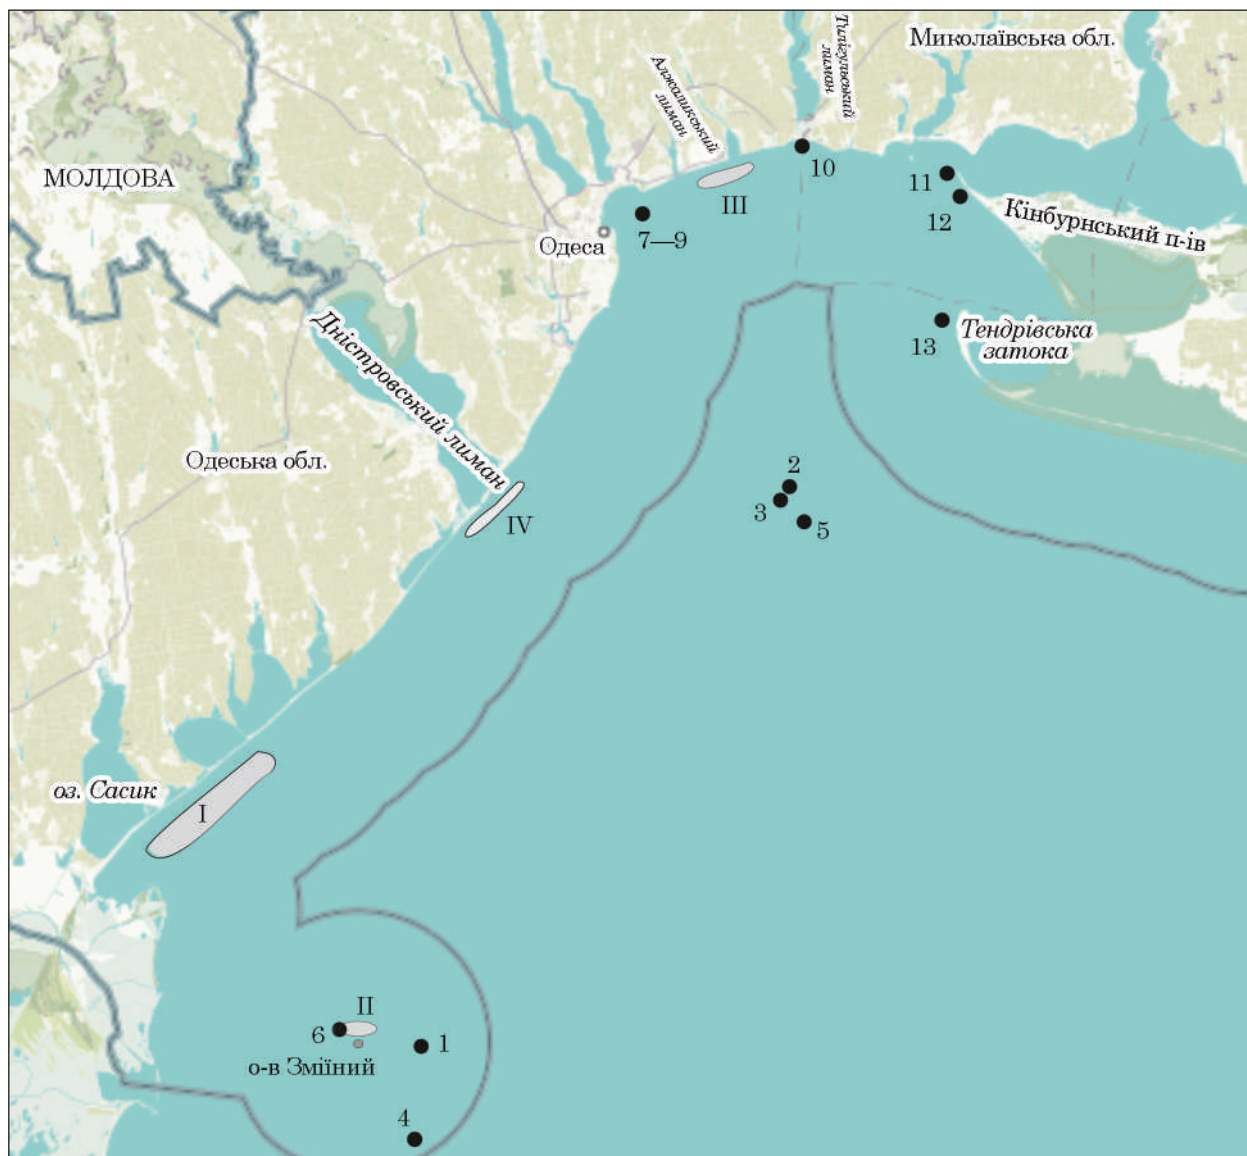 Миколаївська обл.
Тилігульський
лиман
Аджаликський
лиман
МОЛДОВА
10
11
III
12
Кінбурнський п-ів
Одеса
7—9
Дністровський лиман
13
Тендрівська
затока
Одеська обл.
2
3
5
IV
оз. Сасик
I
II
6
1
о-в Зміїний
4